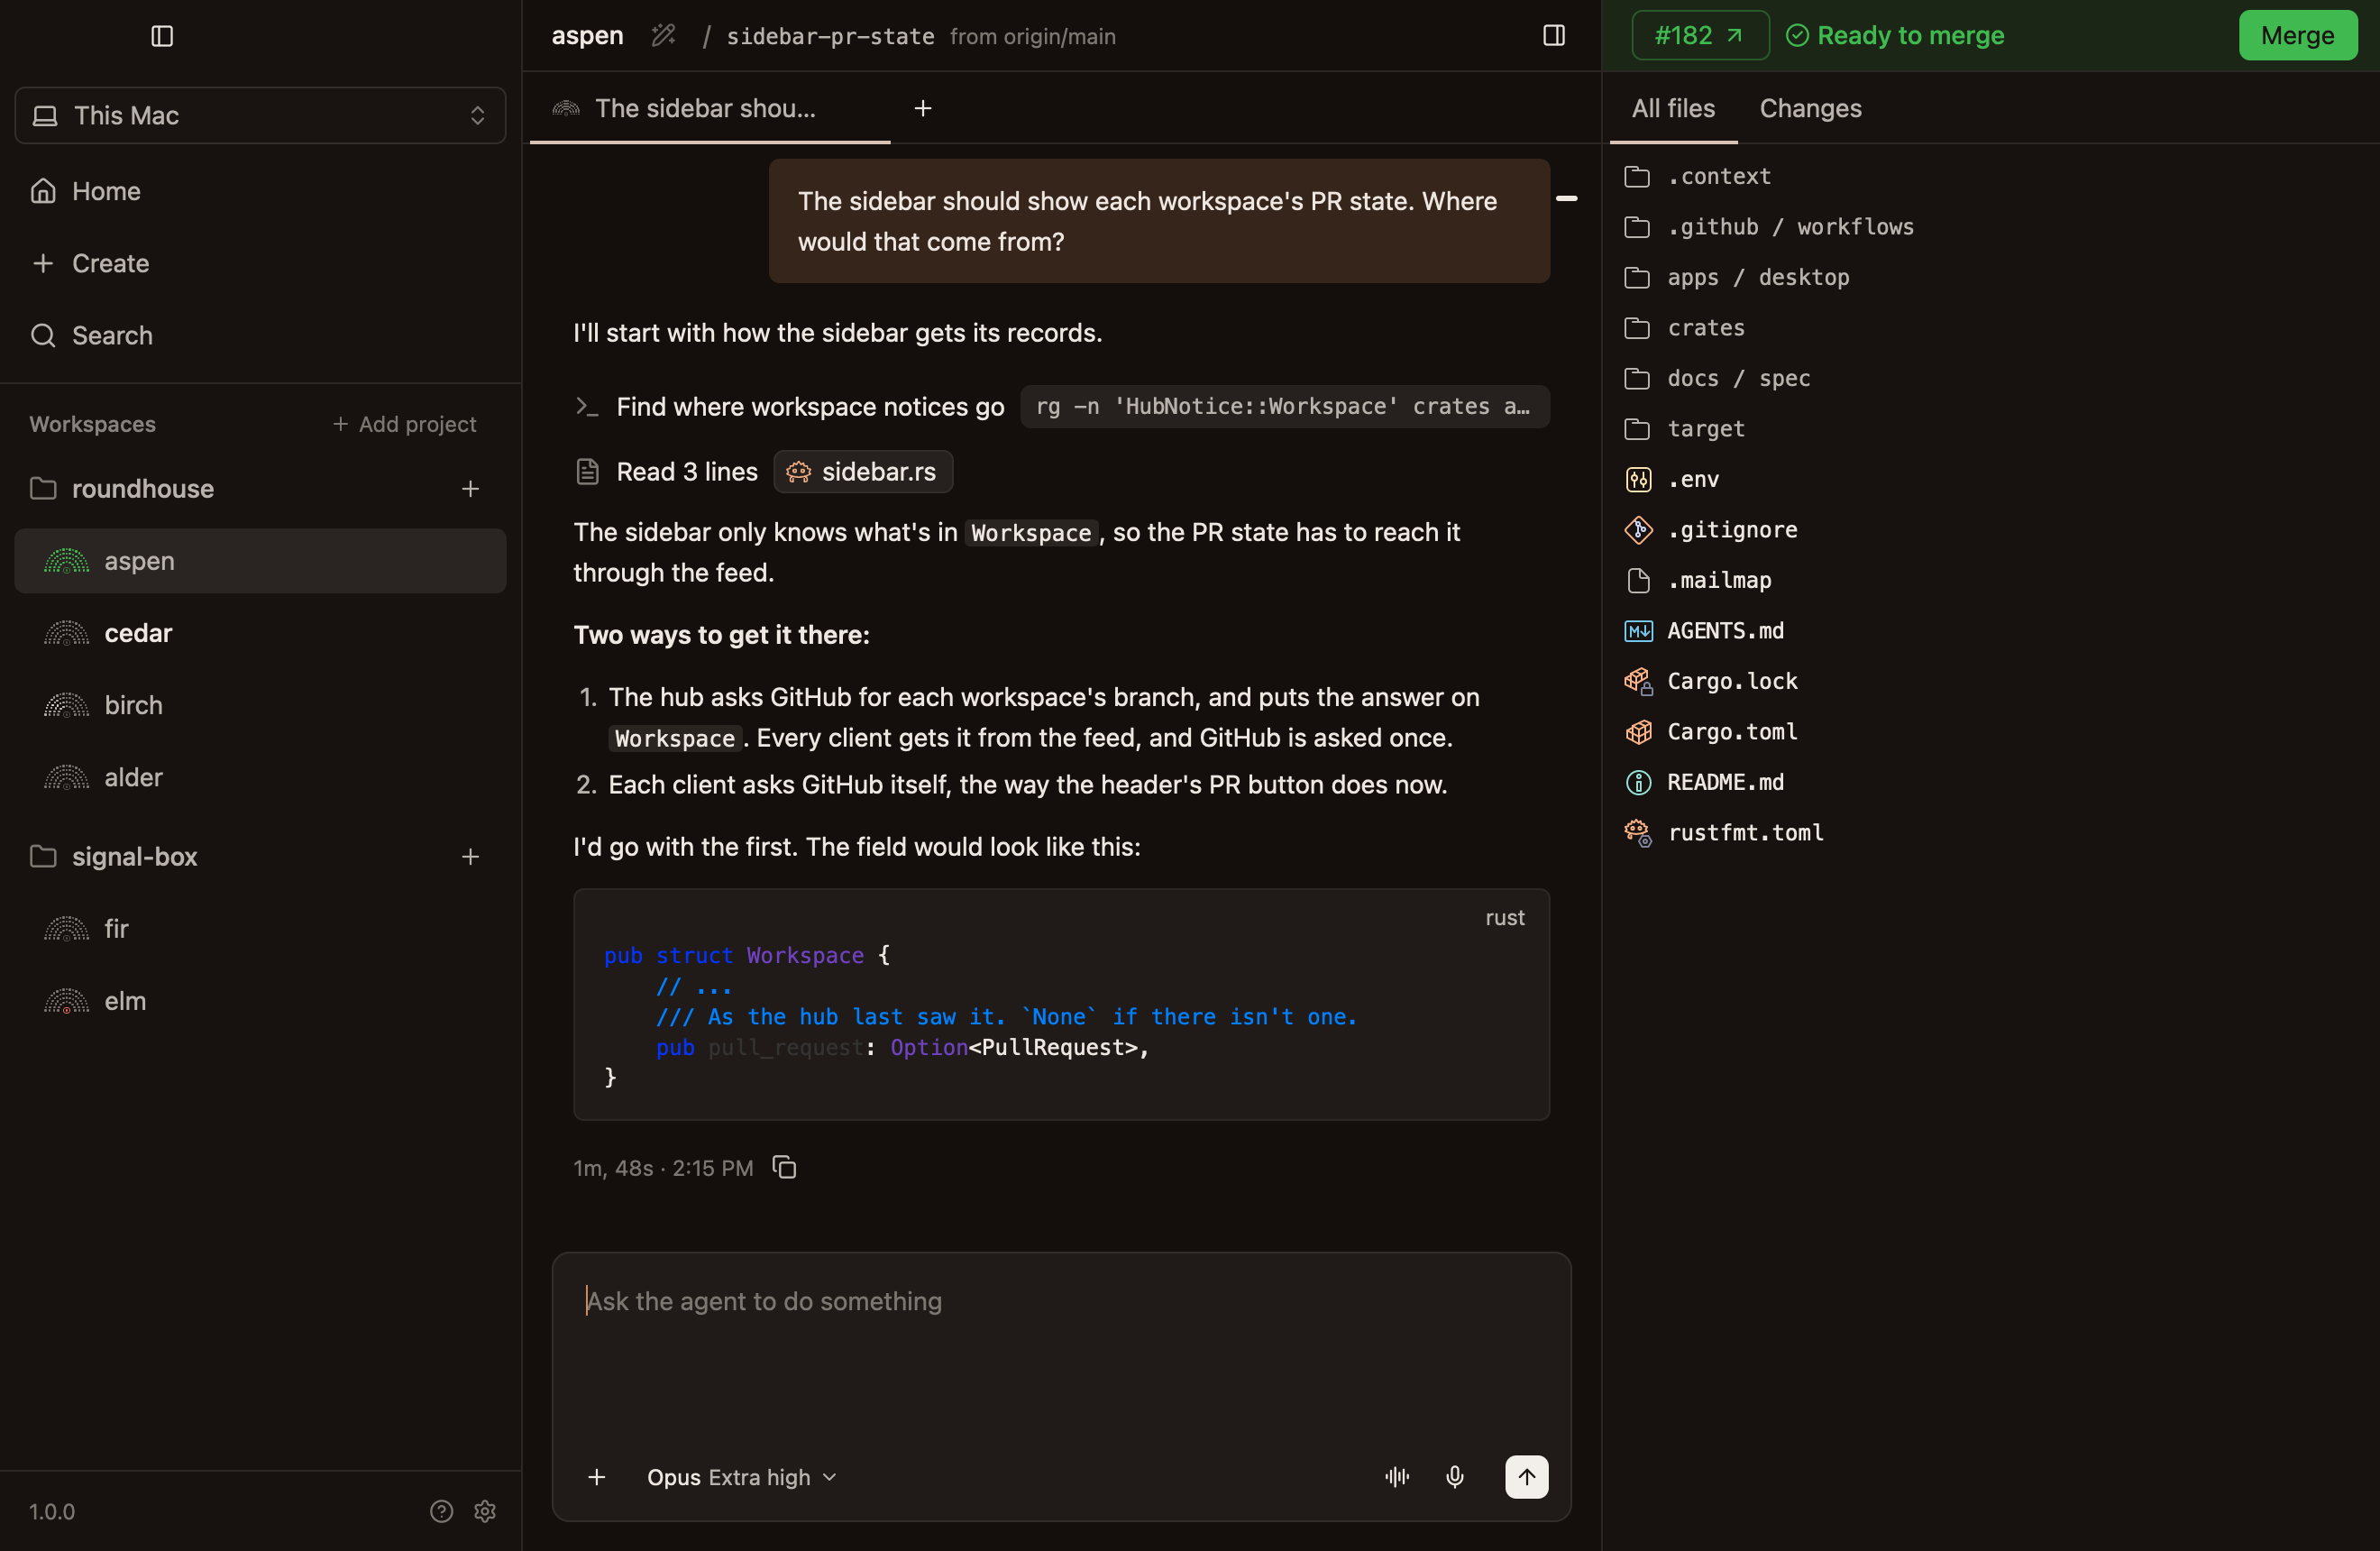 This Mac
Home
Create
Search
Workspaces
Add project
roundhouse
aspen
cedar
birch
alder
signal-box
fir
elm
1.0.0
aspen / sidebar-pr-state from origin/main
The sidebar shou...
The sidebar should show each workspace's PR state. Where
would that come from?
I'll start with how the sidebar gets its records.
Find where workspace notices go rg -n 'HubNotice::Workspace' crates a…
Read 3 lines sidebar.rs
The sidebar only knows what's in Workspace, so the PR state has to reach it
through the feed.
Two ways to get it there:
1. The hub asks GitHub for each workspace's branch, and puts the answer on
Workspace. Every client gets it from the feed, and GitHub is asked once.
2. Each client asks GitHub itself, the way the header's PR button does now.
I'd go with the first. The field would look like this:
rust
pub struct Workspace {
// ...
/// As the hub last saw it. `None` if there isn't one.
pub pull_request: Option<PullRequest>,
}
1m, 48s · 2:15 PM
Ask the agent to do something
Opus Extra high
#182
Ready to merge
Merge
All files
Changes
.context
.github / workflows
apps / desktop
crates
docs / spec
target
.env
.gitignore
.mailmap
AGENTS.md
Cargo.lock
Cargo.toml
README.md
rustfmt.toml